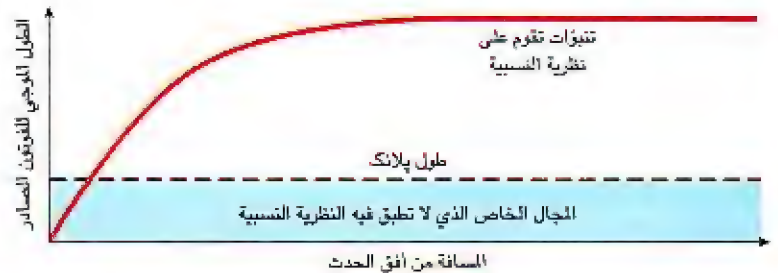 الطول الموجي للفوتون الصادر
تنبؤات تقوم على
نظرية النسبية
طول پلانك
المجال الخاص الذي لا تطبق فيه النظرية النسبية
المسافة من أفق الحدث